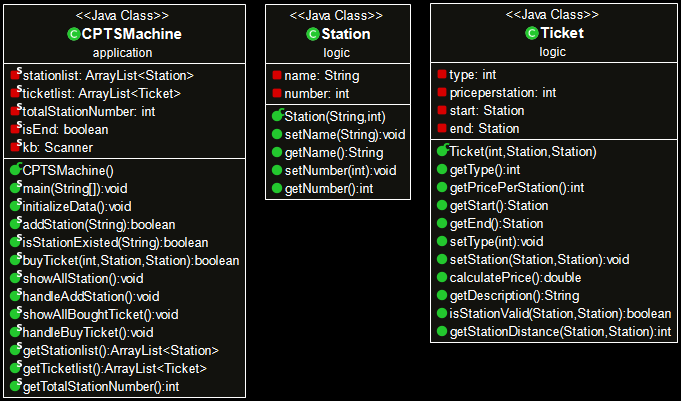 <<Java Class>>
CPTSMachine
application
stationlist: ArrayList<Station>
ticketlist: ArrayList<Ticket>
totalStationNumber: int
isEnd: boolean
kb: Scanner
CPTSMachine()
main(String[]):void
initializeData():void
addStation(String):boolean
isStationExisted(String):boolean
buyTicket(int,Station,Station):boolean
showAllStation():void
handleAddStation():void
showAllBoughtTicket():void
handleBuyTicket():void
getStationlist():ArrayList<Station>
getTicketlist():ArrayList<Ticket>
getTotalStationNumber():int
<<Java Class>>
Station
logic
name: String
number: int
Station(String,int)
setName(String):void
getName():String
setNumber(int):void
getNumber():int
<<Java Class>>
Ticket
logic
type: int
priceperstation: int
start: Station
end: Station
Ticket(int,Station,Station)
getType():int
getPricePerStation():int
getStart():Station
getEnd():Station
setType(int):void
setStation(Station,Station):void
calculatePrice():double
getDescription():String
isStationValid(Station,Station):boolean
getStationDistance(Station,Station):int